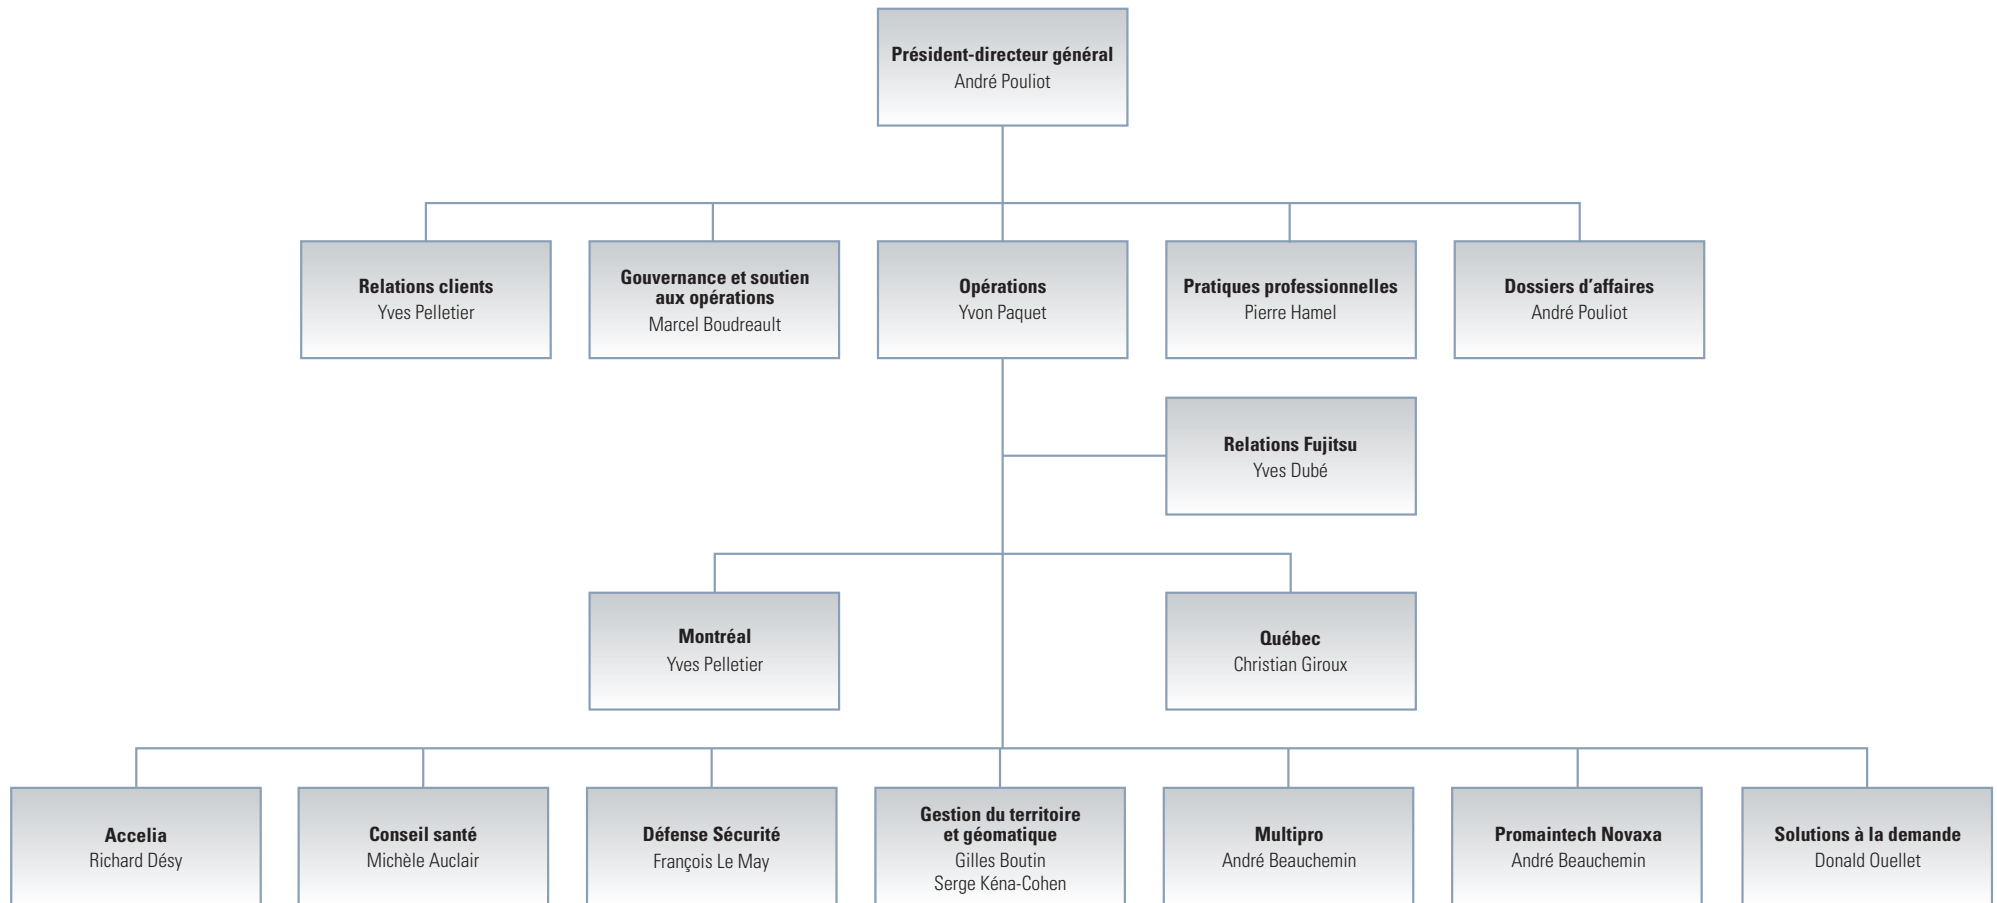 Président-directeur général
André Pouliot
Relations clients
Yves Pelletier
Gouvernance et soutien
aux opérations
Marcel Boudreault
Opérations
Yvon Paquet
Pratiques professionnelles
Pierre Hamel
Dossiers d’affaires
André Pouliot
Relations Fujitsu
Yves Dubé
Montréal
Yves Pelletier
Québec
Christian Giroux
Accelia
Richard Désy
Conseil santé
Michèle Auclair
Défense Sécurité
François Le May
Gestion du territoire
et géomatique
Gilles Boutin
Serge Kéna-Cohen
Multipro
André Beauchemin
Promaintech Novaxa
André Beauchemin
Solutions à la demande
Donald Ouellet